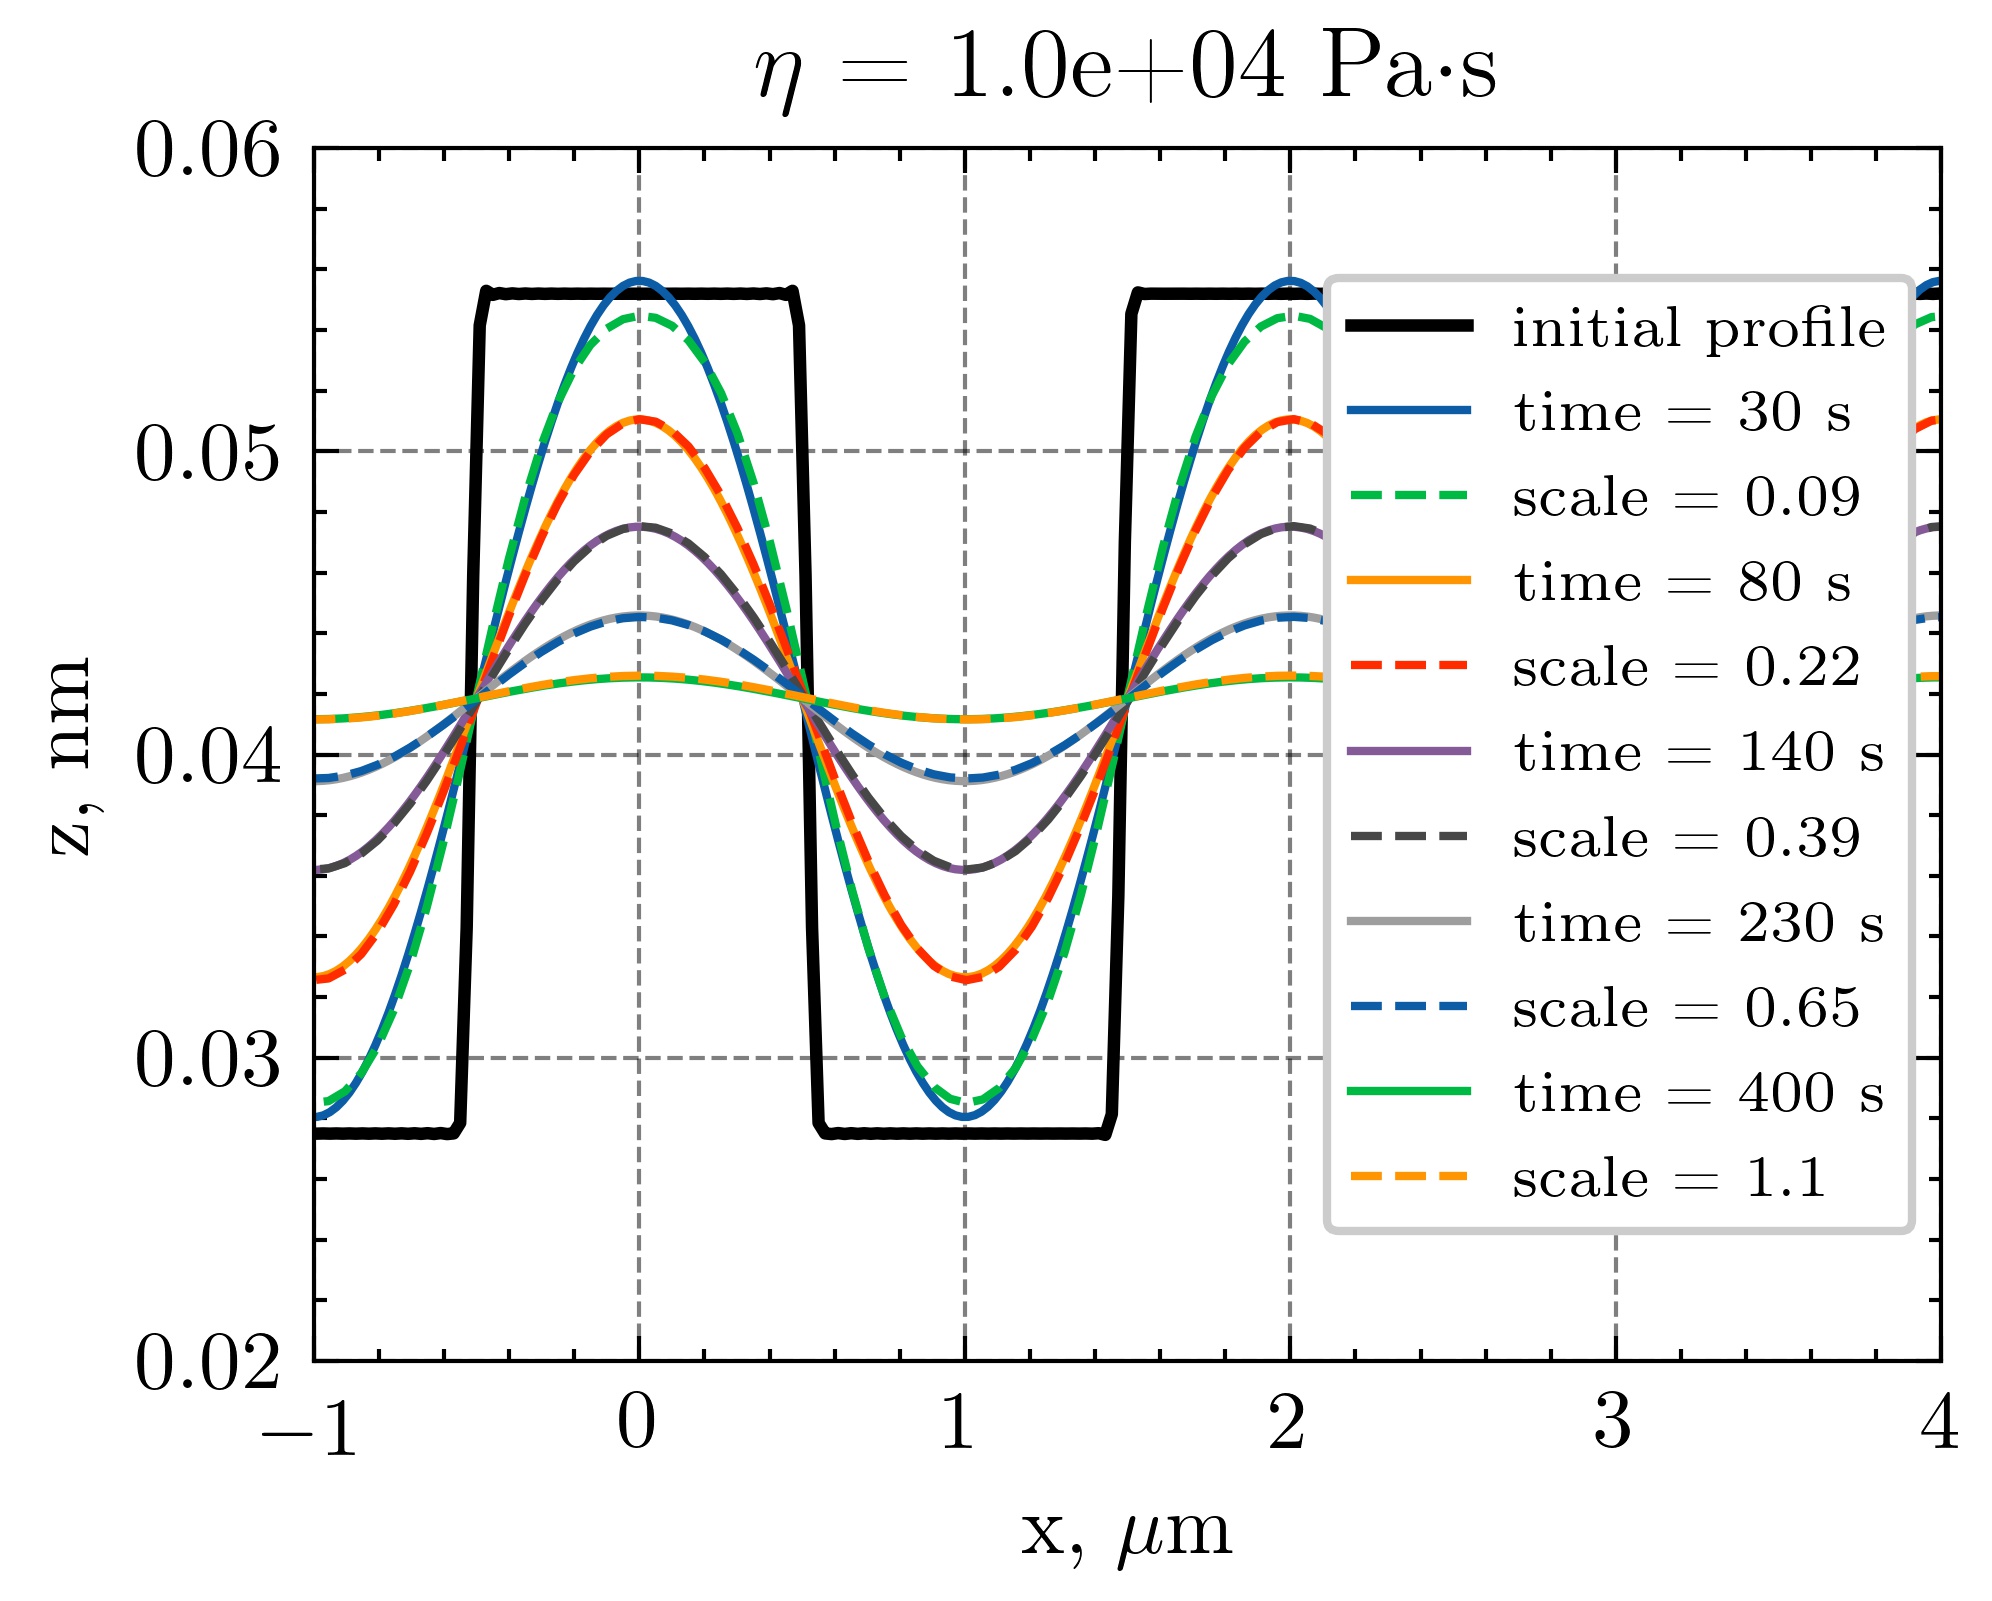 η = 1.0e+04 Pa·s
0.06
0.05
0.04
0.03
0.02
z, nm
initial profile
time = 30 s
scale = 0.09
time = 80 s
scale = 0.22
time = 140 s
scale = 0.39
time = 230 s
scale = 0.65
time = 400 s
scale = 1.1
−1 0 1 2 3 4
x, μm